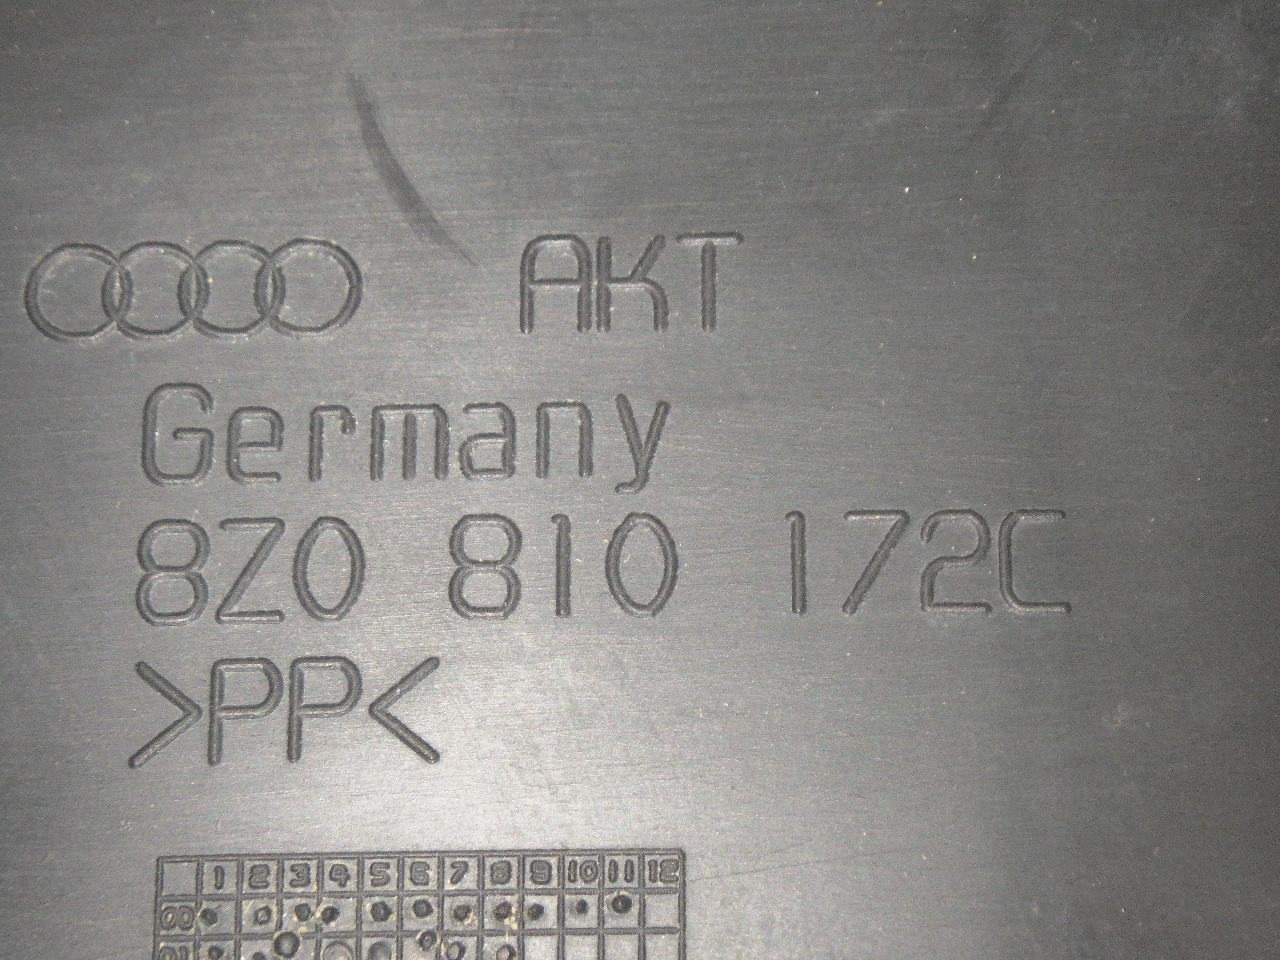 AKT
Germany
8Z0 810 172C
>PP<
1 2 3 4 5 6 7 8 9 10 11 12
00